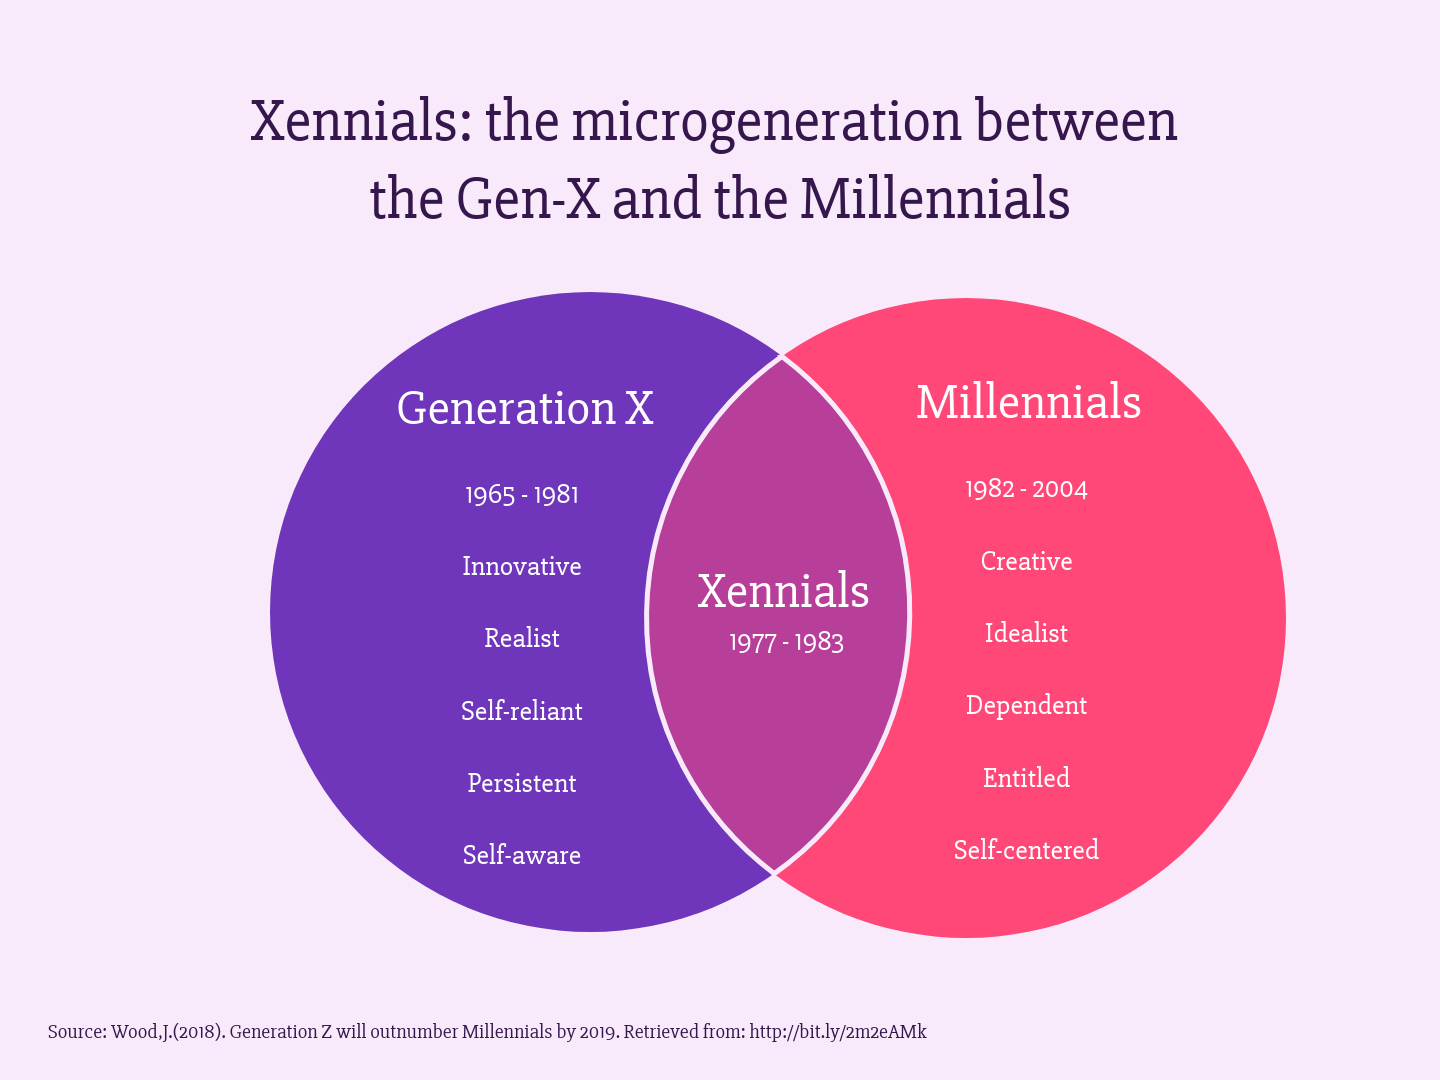 Xennials: the microgeneration between
the Gen-X and the Millennials
Generation X
1965 - 1981
Innovative
Realist
Self-reliant
Persistent
Self-aware
Xennials
1977 - 1983
Millennials
1982 - 2004
Creative
Idealist
Dependent
Entitled
Self-centered
Source: Wood,J.(2018). Generation Z will outnumber Millennials by 2019. Retrieved from: http://bit.ly/2m2eAMk